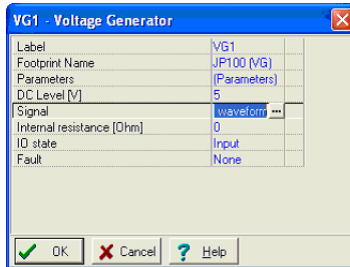 VG1 - Voltage Generator
Label VG1
Footprint Name JP100 (VG)
Parameters (Parameters)
DC Level [V] 5
Signal waveform ...
Internal resistance [Ohm] 0
IO state Input
Fault None
OK Cancel ? Help